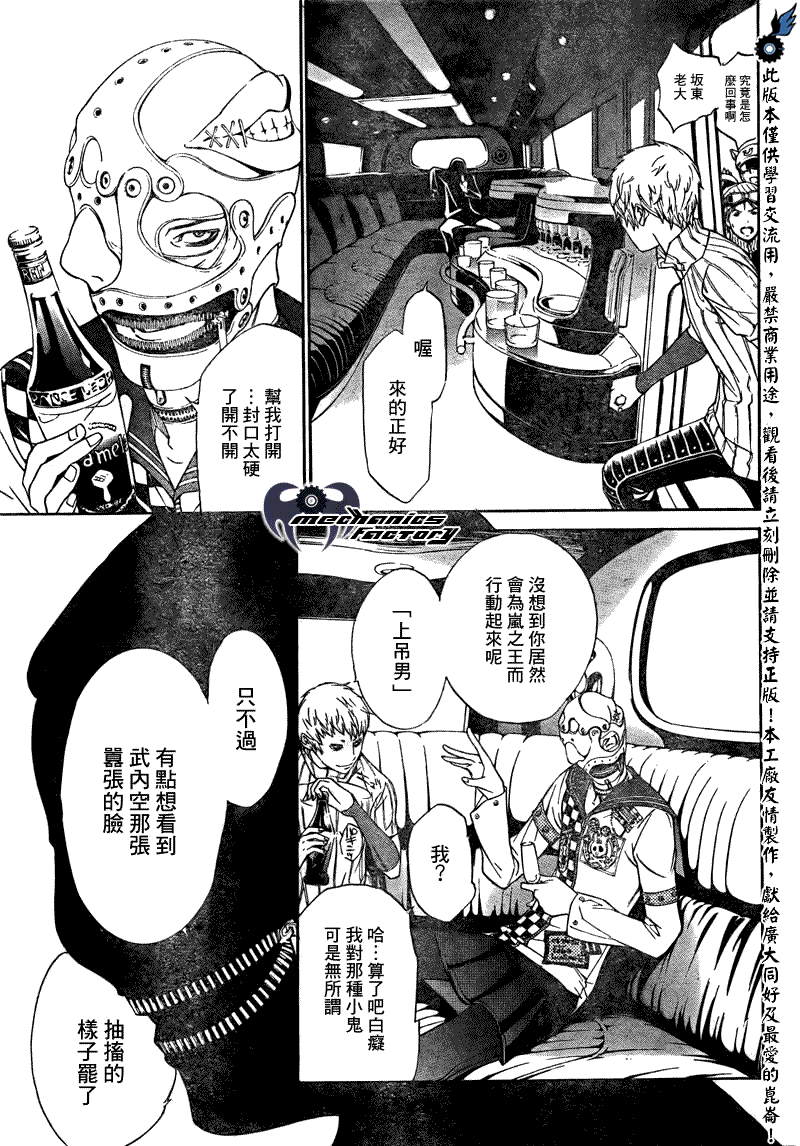 究竟是怎
麼回事啊
坂東
老大
喔
來的正好
幫我打開
…封口太硬
了開不開
XXI
amel
mechanics
factory
沒想到你居然
會為嵐之王而
行動起來呢
「上吊男」
我？
哈…算了吧白癡
我對那種小鬼
可是無所謂
只不過
有點想看到
武內空那張
囂張的臉
抽搐的
樣子罷了
此版本僅供學習交流用，嚴禁商業用途，觀看後請立刻刪除並請支持正版！本工廠友情製作，獻給廣大同好及最愛的崑崙！